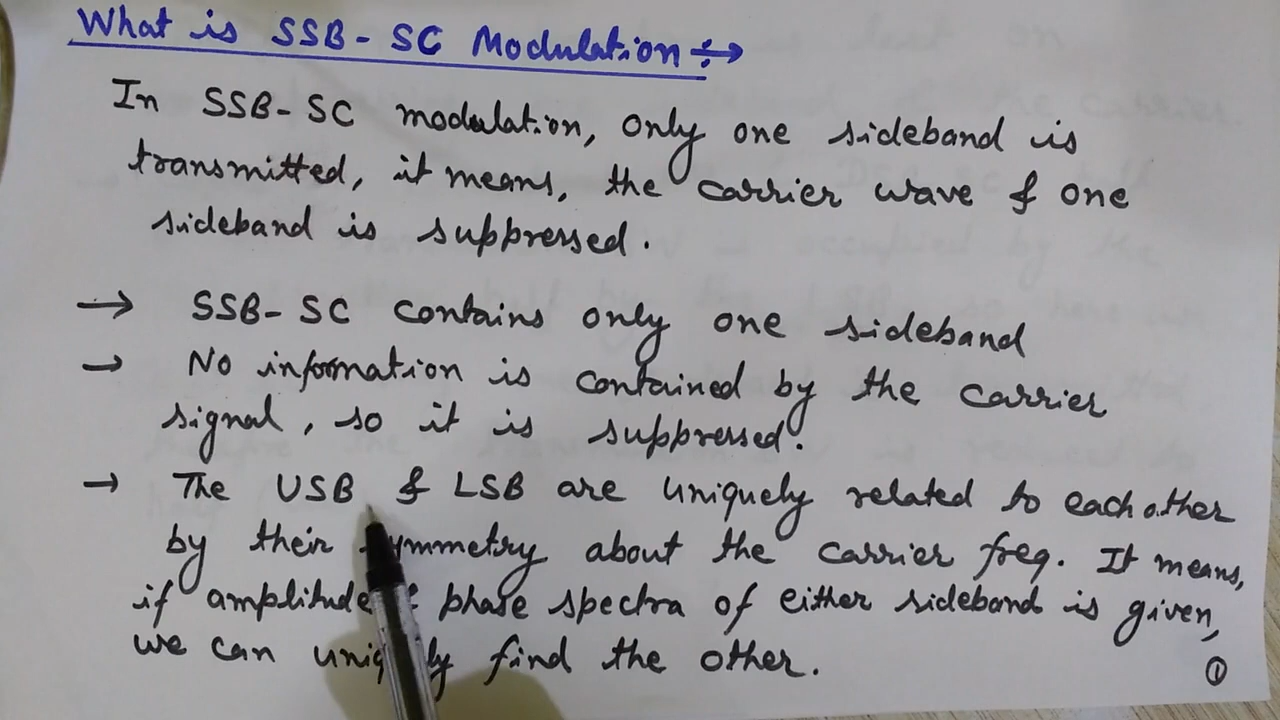 What is SSB-SC Modulation ÷→
In SSB-SC modulation, only one sideband is
transmitted, it means, the carrier wave & one
sideband is suppressed.
→ SSB-SC contains only one sideband
→ No information is contained by the carrier
signal, so it is suppressed.
→ The USB & LSB are uniquely related to each other
by their symmetry about the carrier freq. It means,
if amplitude & phase spectra of either sideband is given,
we can uniquely find the other.
①